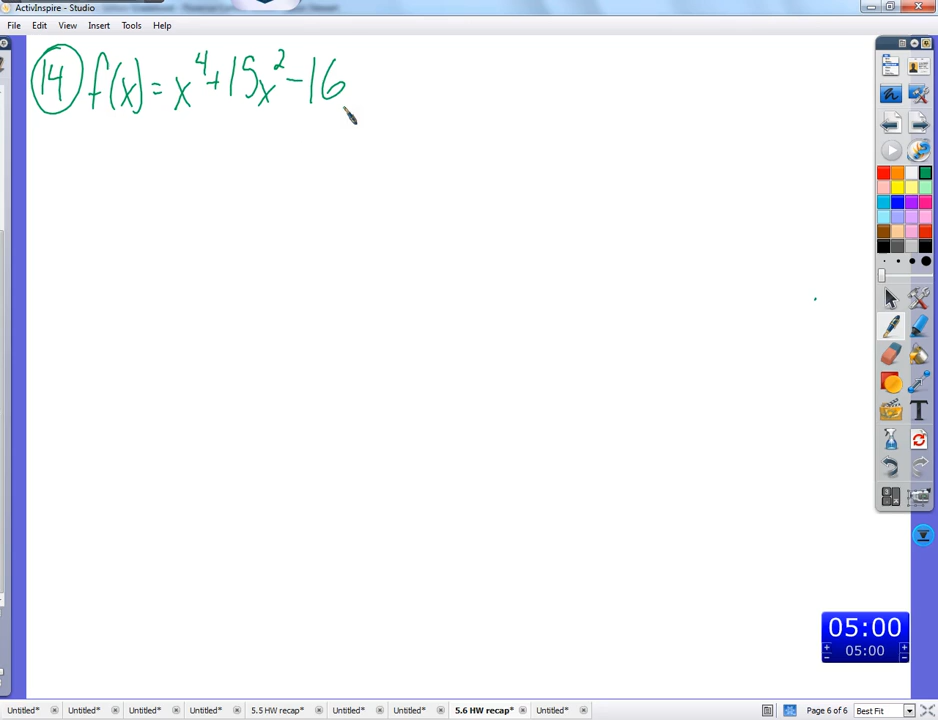 ActivInspire - Studio
File Edit View Insert Tools Help
14 f(x) = x⁴+15x²-16
05:00
05:00
Untitled* Untitled* Untitled* Untitled* 5.5 HW recap* Untitled* Untitled* 5.6 HW recap* Untitled* Page 6 of 6 Best Fit